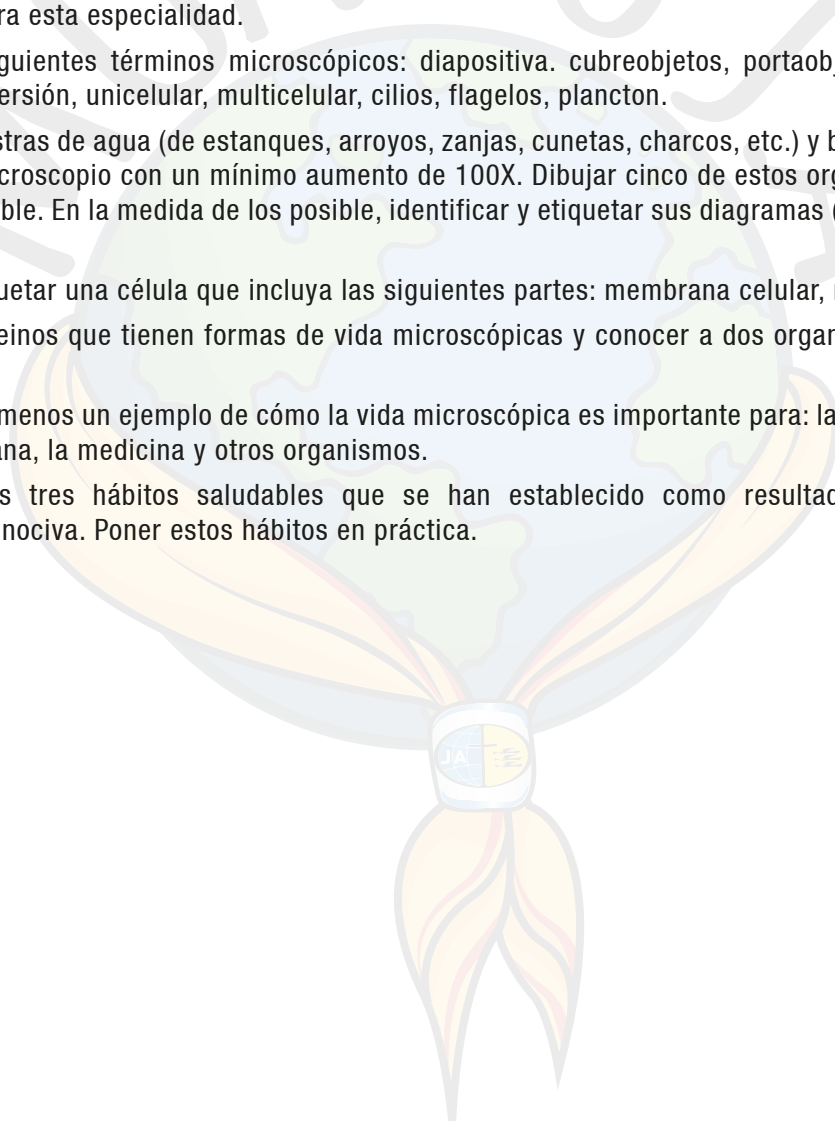 ra esta especialidad.
guientes términos microscópicos: diapositiva. cubreobjetos, portaobj
ersión, unicelular, multicelular, cilios, flagelos, plancton.
stras de agua (de estanques, arroyos, zanjas, cunetas, charcos, etc.) y b
icroscopio con un mínimo aumento de 100X. Dibujar cinco de estos org
ble. En la medida de los posible, identificar y etiquetar sus diagramas (
uetar una célula que incluya las siguientes partes: membrana celular,
einos que tienen formas de vida microscópicas y conocer a dos organ
menos un ejemplo de cómo la vida microscópica es importante para: la
ana, la medicina y otros organismos.
s tres hábitos saludables que se han establecido como resultad
nociva. Poner estos hábitos en práctica.
JA